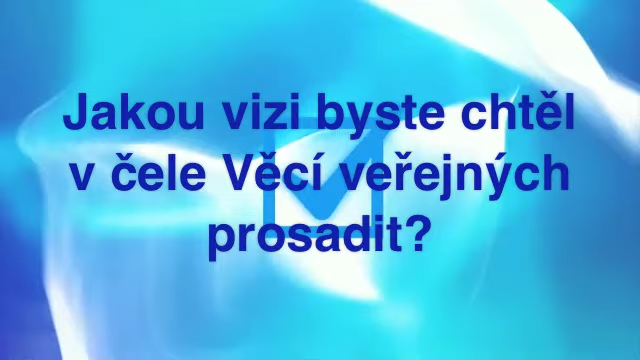 Jakou vizi byste chtěl
v čele Věcí veřejných
prosadit?